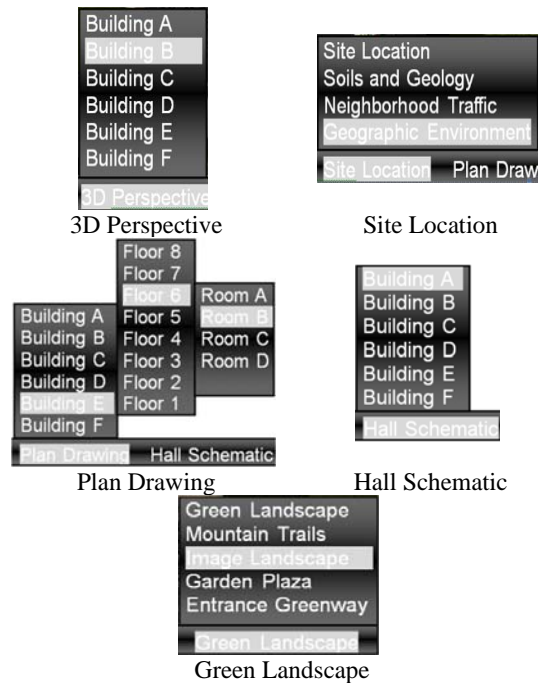 Building A
Building B
Building C
Building D
Building E
Building F
3D Perspective
3D Perspective
Site Location
Soils and Geology
Neighborhood Traffic
Geographic Environment
Site Location Plan Draw
Site Location
Floor 8
Floor 7
Floor 6
Floor 5
Floor 4
Floor 3
Floor 2
Floor 1
Room A
Room B
Room C
Room D
Building A
Building B
Building C
Building D
Building E
Building F
Plan Drawing Hall Schematic
Plan Drawing
Building A
Building B
Building C
Building D
Building E
Building F
Hall Schematic
Hall Schematic
Green Landscape
Mountain Trails
Image Landscape
Garden Plaza
Entrance Greenway
Green Landscape
Green Landscape